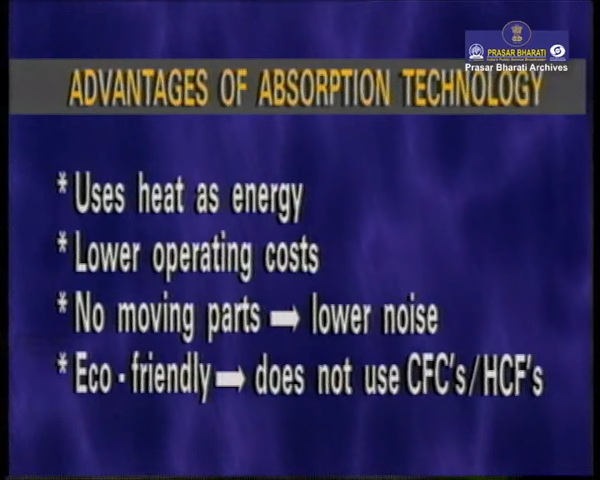 PRASAR BHARATI
Prasar Bharati Archives
ADVANTAGES OF ABSORPTION TECHNOLOGY
* Uses heat as energy
* Lower operating costs
* No moving parts ➡ lower noise
* Eco - friendly ➡ does not use CFC's/HCF's